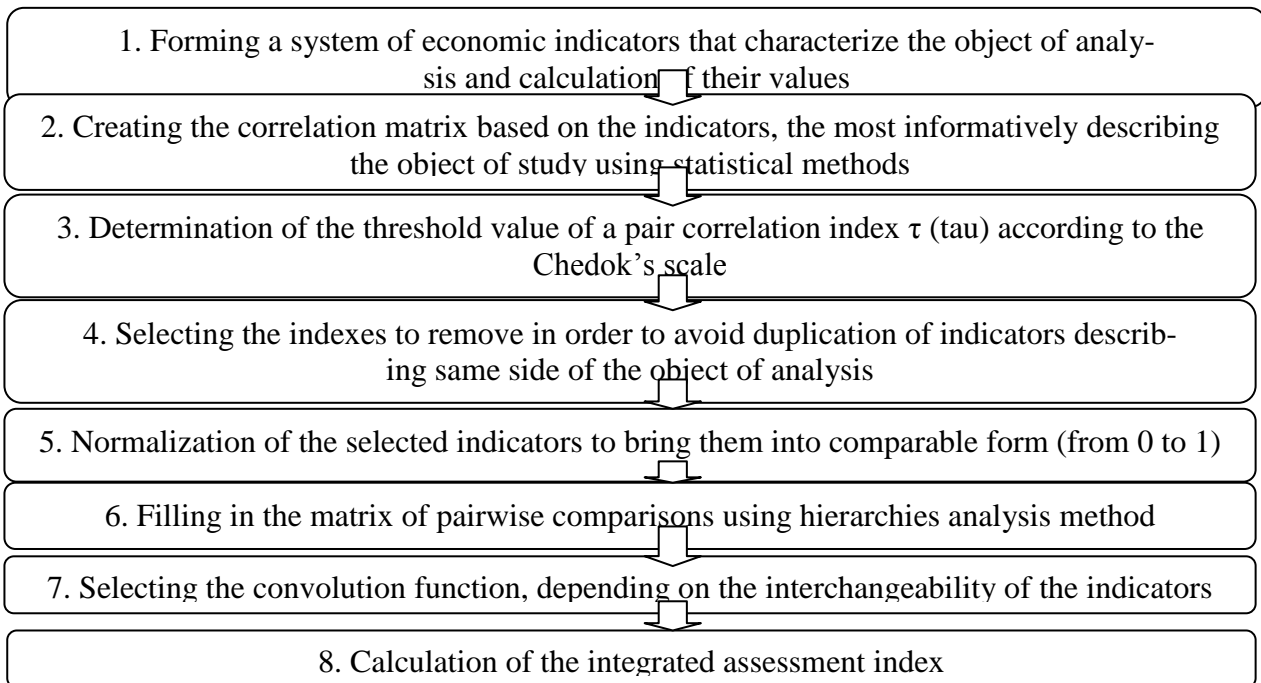 1. Forming a system of economic indicators that characterize the object of analy-
sis and calculation of their values
2. Creating the correlation matrix based on the indicators, the most informatively describing
the object of study using statistical methods
3. Determination of the threshold value of a pair correlation index τ (tau) according to the
Chedok’s scale
4. Selecting the indexes to remove in order to avoid duplication of indicators describ-
ing same side of the object of analysis
5. Normalization of the selected indicators to bring them into comparable form (from 0 to 1)
6. Filling in the matrix of pairwise comparisons using hierarchies analysis method
7. Selecting the convolution function, depending on the interchangeability of the indicators
8. Calculation of the integrated assessment index